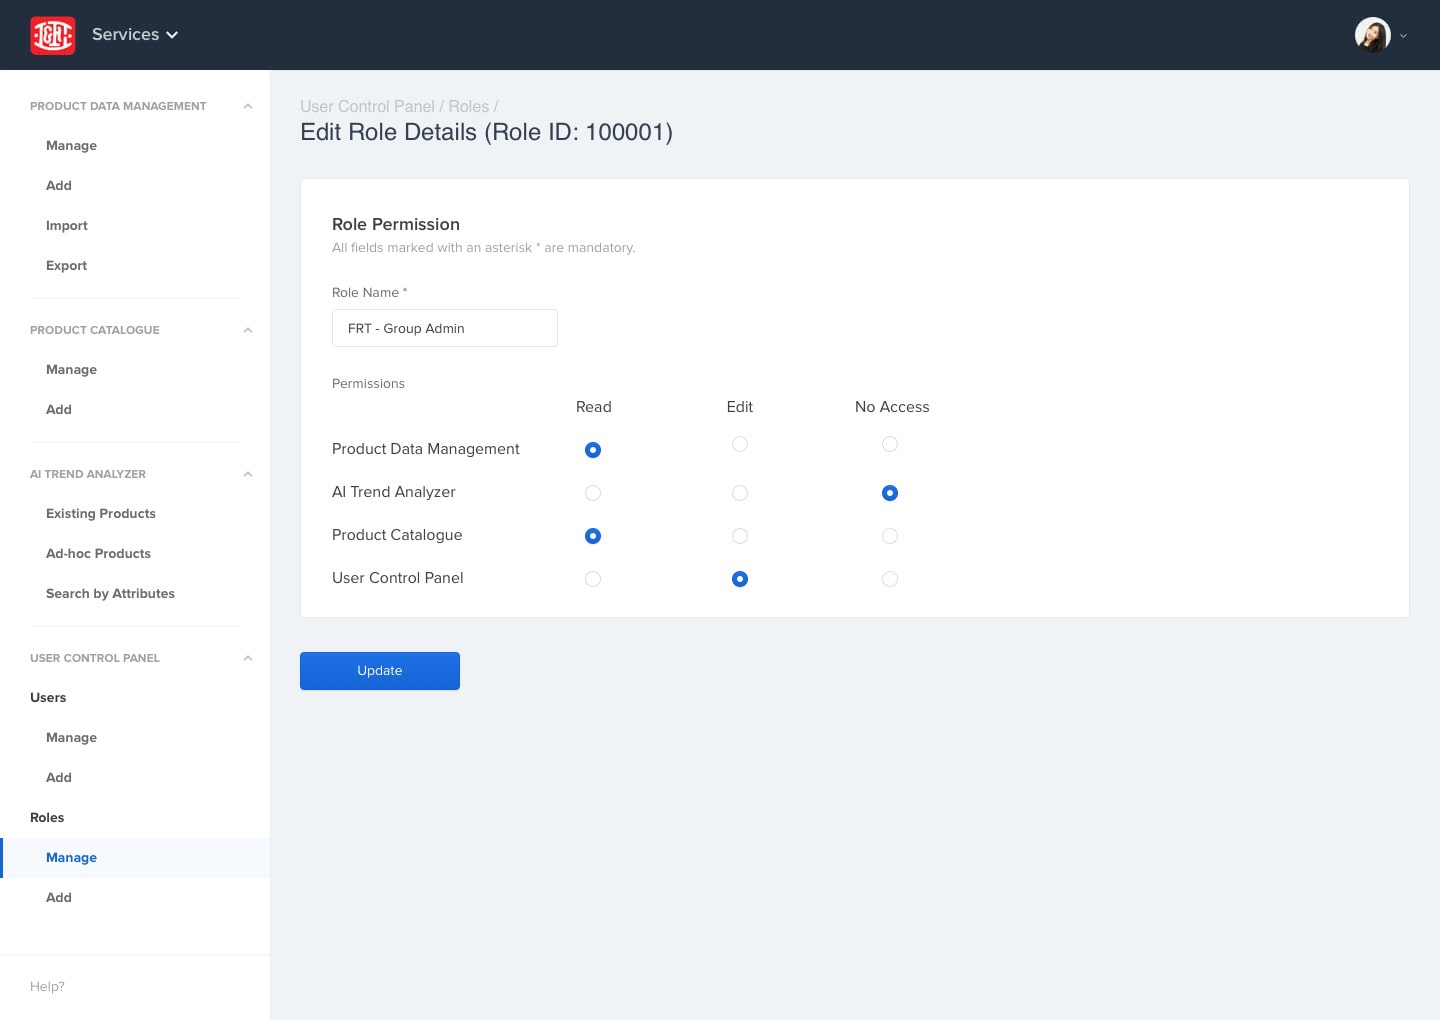 Services
PRODUCT DATA MANAGEMENT
Manage
Add
Import
Export
PRODUCT CATALOGUE
Manage
Add
AI TREND ANALYZER
Existing Products
Ad-hoc Products
Search by Attributes
USER CONTROL PANEL
Users
Manage
Add
Roles
Manage
Add
Help?
User Control Panel / Roles /
Edit Role Details (Role ID: 100001)
Role Permission
All fields marked with an asterisk * are mandatory.
Role Name *
FRT - Group Admin
Permissions
Read Edit No Access
Product Data Management
AI Trend Analyzer
Product Catalogue
User Control Panel
Update